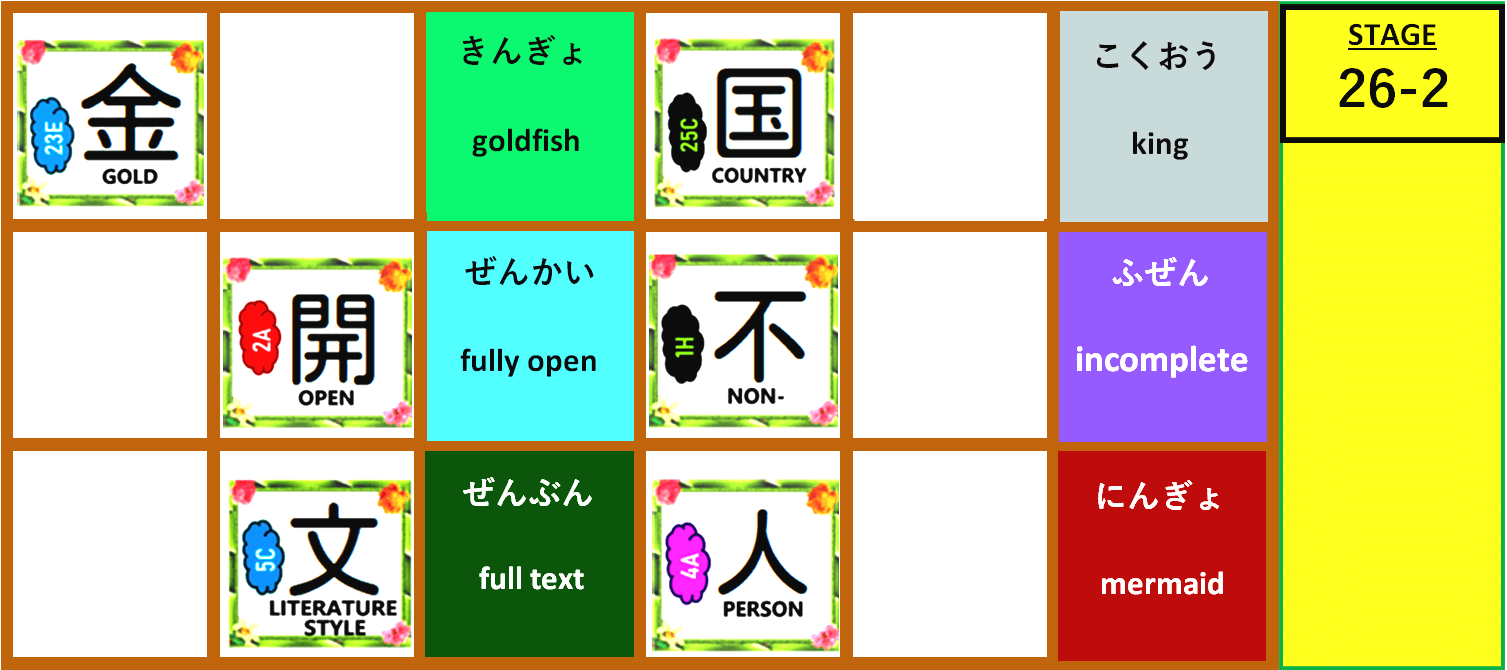 23E
金
GOLD
きんぎょ
goldfish
25C
国
COUNTRY
こくおう
king
STAGE
26-2
2A
開
OPEN
ぜんかい
fully open
1H
不
NON-
ふぜん
incomplete
5C
文
LITERATURE
STYLE
ぜんぶん
full text
4A
人
PERSON
にんぎょ
mermaid